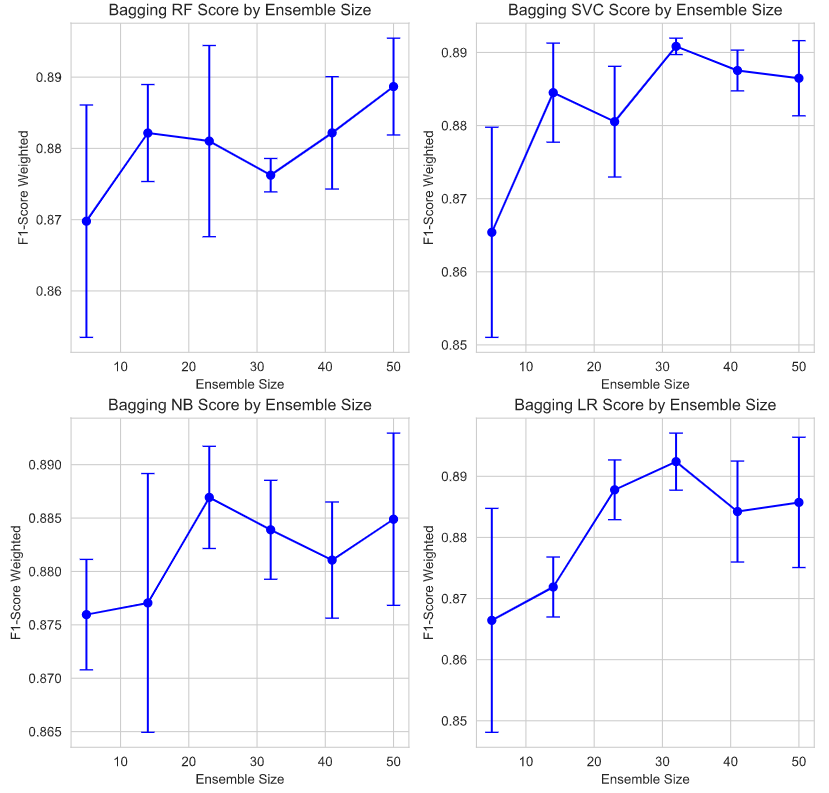 Bagging RF Score by Ensemble Size
F1-Score Weighted
0.89
0.88
0.87
0.86
10 20 30 40 50
Ensemble Size
Bagging SVC Score by Ensemble Size
F1-Score Weighted
0.89
0.88
0.87
0.86
0.85
10 20 30 40 50
Ensemble Size
Bagging NB Score by Ensemble Size
F1-Score Weighted
0.890
0.885
0.880
0.875
0.870
0.865
10 20 30 40 50
Ensemble Size
Bagging LR Score by Ensemble Size
F1-Score Weighted
0.89
0.88
0.87
0.86
0.85
10 20 30 40 50
Ensemble Size